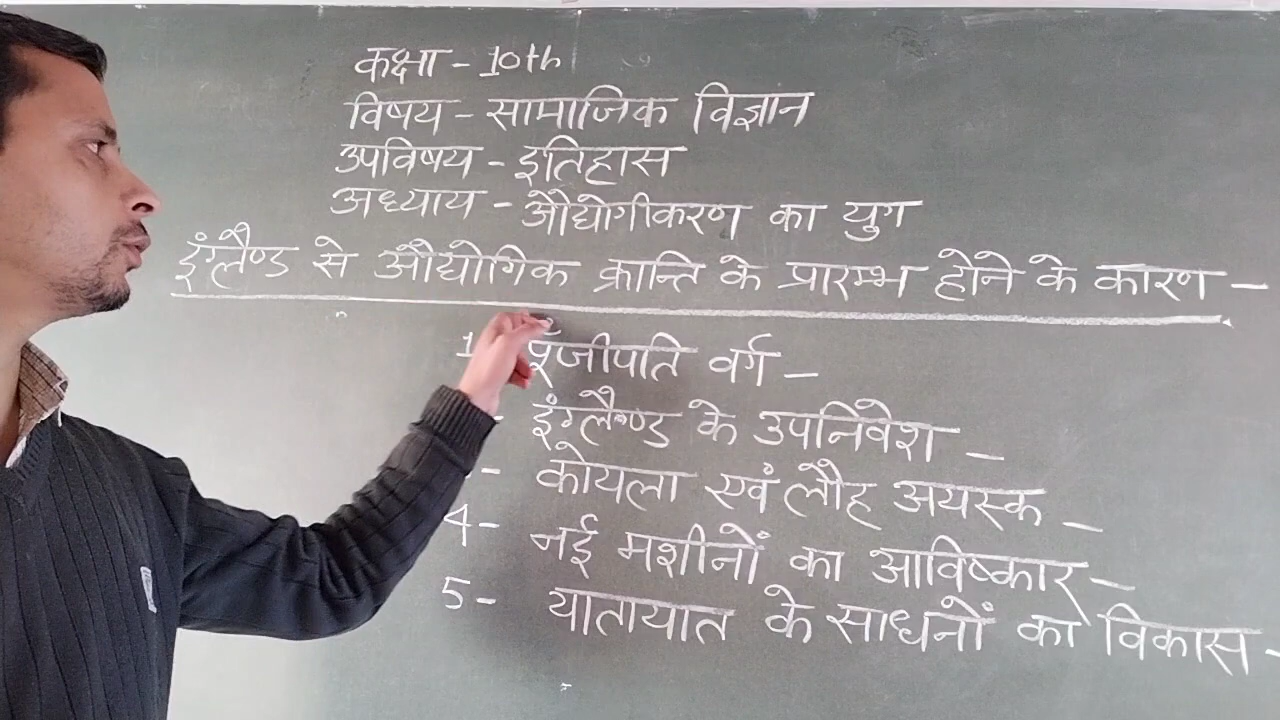 कक्षा - 10th
विषय - सामाजिक विज्ञान
उपविषय - इतिहास
अध्याय - औद्योगीकरण का युग
इंग्लैण्ड से औद्योगिक क्रान्ति के प्रारम्भ होने के कारण -
1 पूँजीपति वर्ग -
- इंग्लैण्ड के उपनिवेश -
- कोयला एवं लौह अयस्क -
4- नई मशीनों का आविष्कार -
5- यातायात के साधनों का विकास -